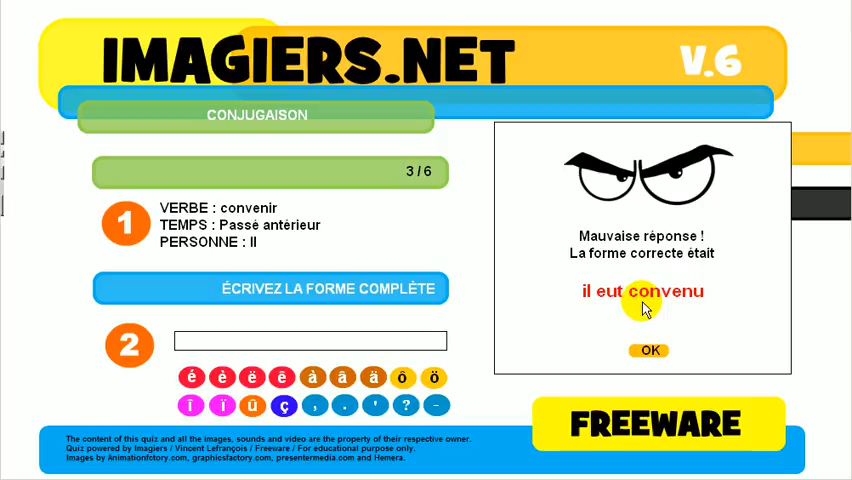 IMAGIERS.NET
V.6
CONJUGAISON
3 / 6
1
VERBE : convenir
TEMPS : Passé antérieur
PERSONNE : Il
ÉCRIVEZ LA FORME COMPLÈTE
2
é è ë ê à â ä ô ö
î ï û ç , . ' ? -
Mauvaise réponse !
La forme correcte était
il eut convenu
OK
FREEWARE
The content of this quiz and all the images, sounds and video are the property of their respective owner.
Quiz powered by Imagiers / Vincent Lefrançois / Freeware / For educational purpose only.
Images by Animationfctory.com, graphicsfactory.com, presentermedia.com and Hemera.